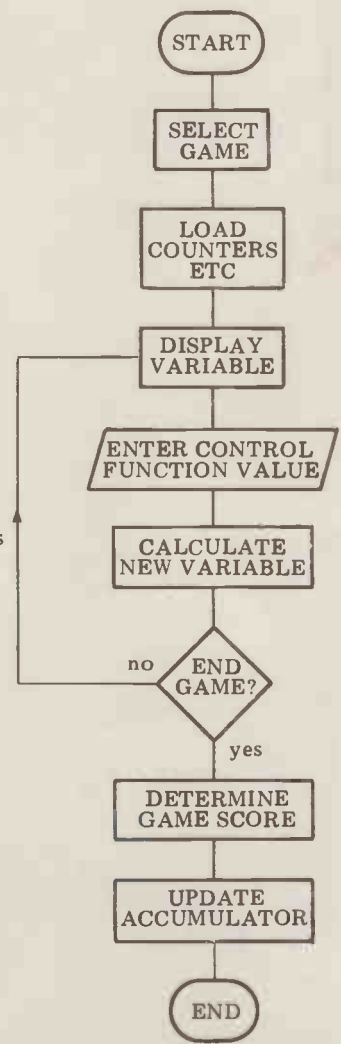 START
SELECT
GAME
LOAD
COUNTERS
ETC
DISPLAY
VARIABLE
ENTER CONTROL
FUNCTION VALUE
CALCULATE
NEW VARIABLE
END
GAME?
no
yes
DETERMINE
GAME SCORE
UPDATE
ACCUMULATOR
END